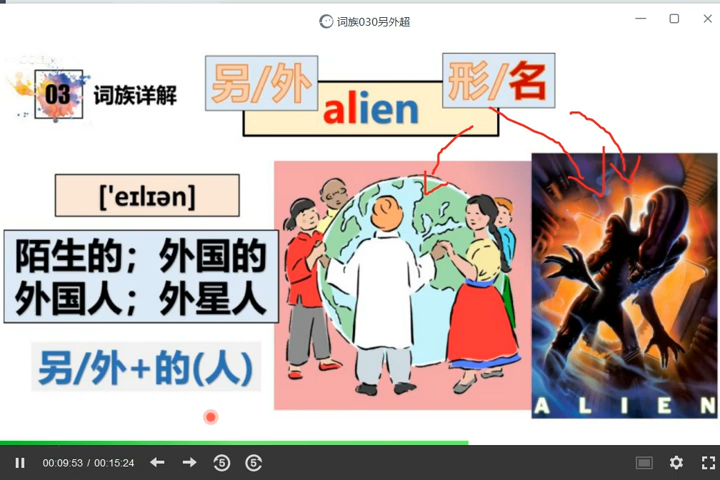 词族030另外超
03
词族详解
另/外
形/名
alien
['eɪlɪən]
陌生的；外国的
外国人；外星人
另/外+的(人)
ALIEN
00:09:53 / 00:15:24
5
5